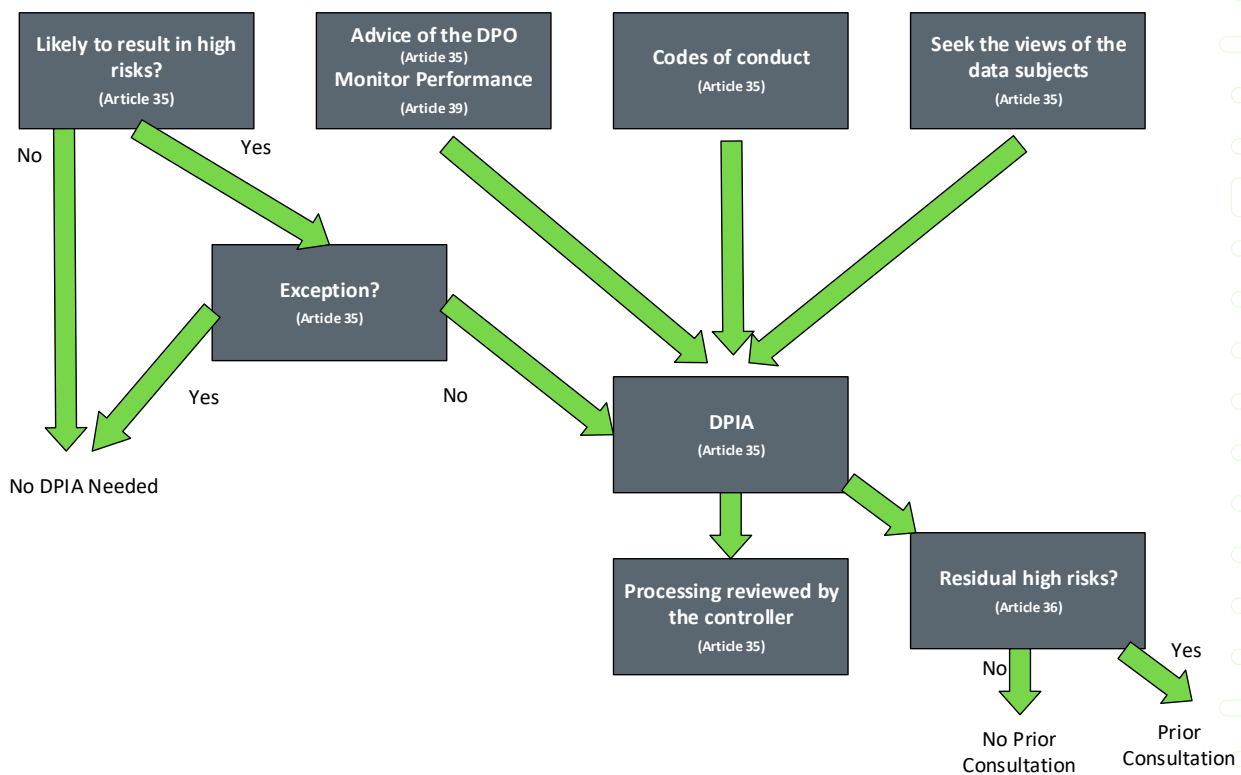 Likely to result in high
risks?
(Article 35)
Advice of the DPO
(Article 35)
Monitor Performance
(Article 39)
Codes of conduct
(Article 35)
Seek the views of the
data subjects
(Article 35)
No
Yes
Exception?
(Article 35)
Yes
No
No DPIA Needed
DPIA
(Article 35)
Processing reviewed by
the controller
(Article 35)
Residual high risks?
(Article 36)
No
Yes
No Prior
Consultation
Prior
Consultation